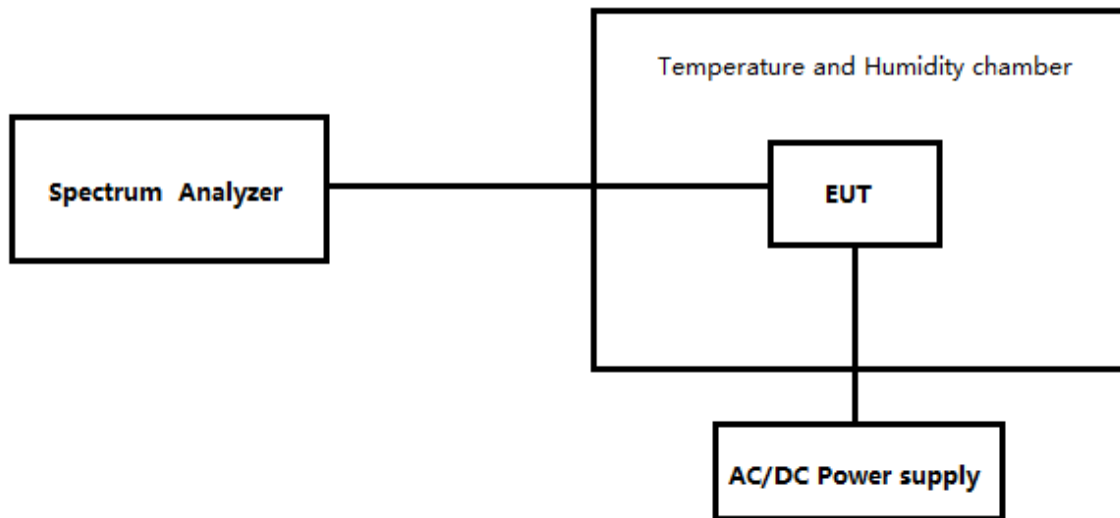 Temperature and Humidity chamber
Spectrum Analyzer
EUT
AC/DC Power supply